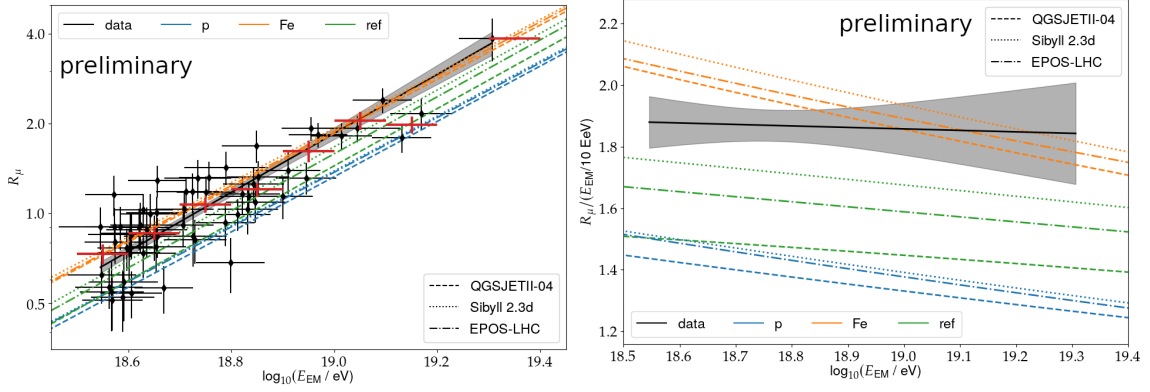 data p Fe ref
preliminary
4.0
2.0
1.0
0.5
R_μ
QGSJETII-04
Sibyll 2.3d
EPOS-LHC
18.6 18.8 19.0 19.2 19.4
log₁₀(E_EM / eV)
preliminary
QGSJETII-04
Sibyll 2.3d
EPOS-LHC
2.2
2.0
1.8
1.6
1.4
1.2
R_μ/(E_EM/10 EeV)
data p Fe ref
18.5 18.6 18.7 18.8 18.9 19.0 19.1 19.2 19.3 19.4
log₁₀(E_EM / eV)